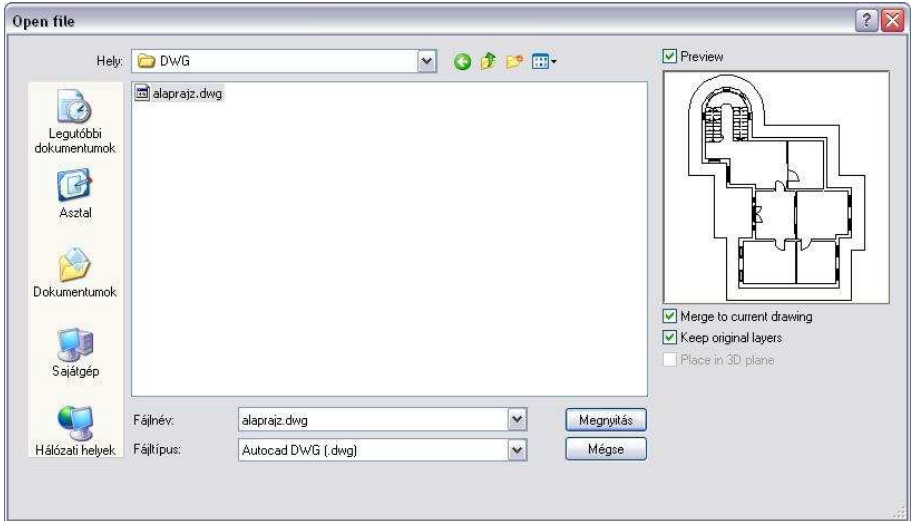 Open file
Hely:
DWG
Preview
alaprajz.dwg
Legutóbbi
dokumentumok
Asztal
Dokumentumok
Sajátgép
Hálózati helyek
Merge to current drawing
Keep original layers
Place in 3D plane
Fájlnév:
alaprajz.dwg
Megnyitás
Fájltípus:
Autocad DWG (.dwg)
Mégse